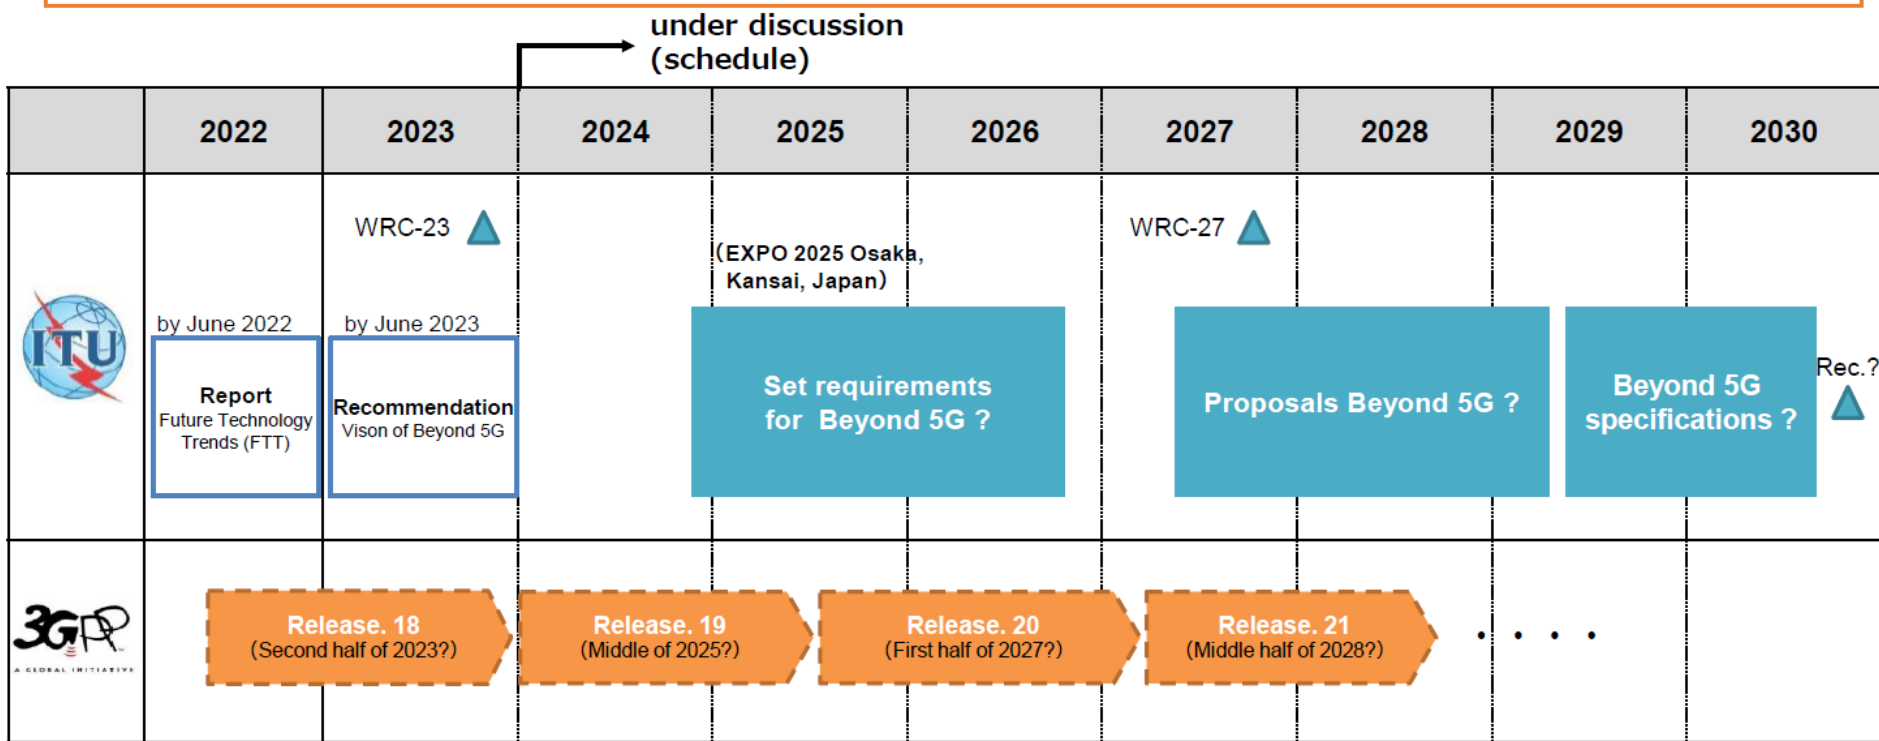 under discussion
(schedule)
2022 2023 2024 2025 2026 2027 2028 2029 2030
WRC-23
WRC-27
(EXPO 2025 Osaka,
Kansai, Japan)
by June 2022
by June 2023
ITU
Report
Future Technology
Trends (FTT)
Recommendation
Vison of Beyond 5G
Set requirements
for Beyond 5G ?
Proposals Beyond 5G ?
Beyond 5G
specifications ?
Rec.?
3GPP
A GLOBAL INITIATIVE
Release. 18
(Second half of 2023?)
Release. 19
(Middle of 2025?)
Release. 20
(First half of 2027?)
Release. 21
(Middle half of 2028?)
• • • •